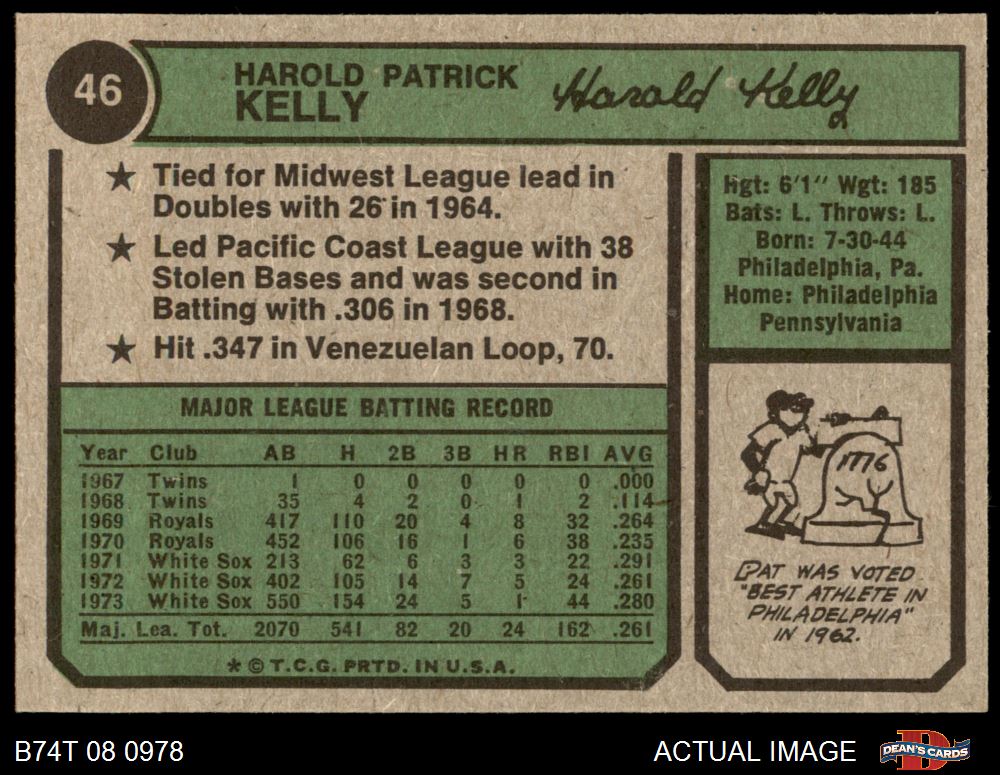 46
HAROLD PATRICK
KELLY
Harold Kelly
★ Tied for Midwest League lead in
Doubles with 26 in 1964.
★ Led Pacific Coast League with 38
Stolen Bases and was second in
Batting with .306 in 1968.
★ Hit .347 in Venezuelan Loop, 70.
Hgt: 6'1" Wgt: 185
Bats: L. Throws: L.
Born: 7-30-44
Philadelphia, Pa.
Home: Philadelphia
Pennsylvania
MAJOR LEAGUE BATTING RECORD
Year Club AB H 2B 3B HR RBI AVG
1967 Twins 1 0 0 0 0 0 .000
1968 Twins 35 4 2 0 1 2 .114
1969 Royals 417 110 20 4 8 32 .264
1970 Royals 452 106 16 1 6 38 .235
1971 White Sox 213 62 6 3 3 22 .291
1972 White Sox 402 105 14 7 5 24 .261
1973 White Sox 550 154 24 5 1 44 .280
Maj. Lea. Tot. 2070 541 82 20 24 162 .261
* © T.C.G. PRTD. IN U.S.A.
1776
PAT WAS VOTED
"BEST ATHLETE IN
PHILADELPHIA"
IN 1962.
B74T 08 0978
ACTUAL IMAGE
DEAN'S CARDS